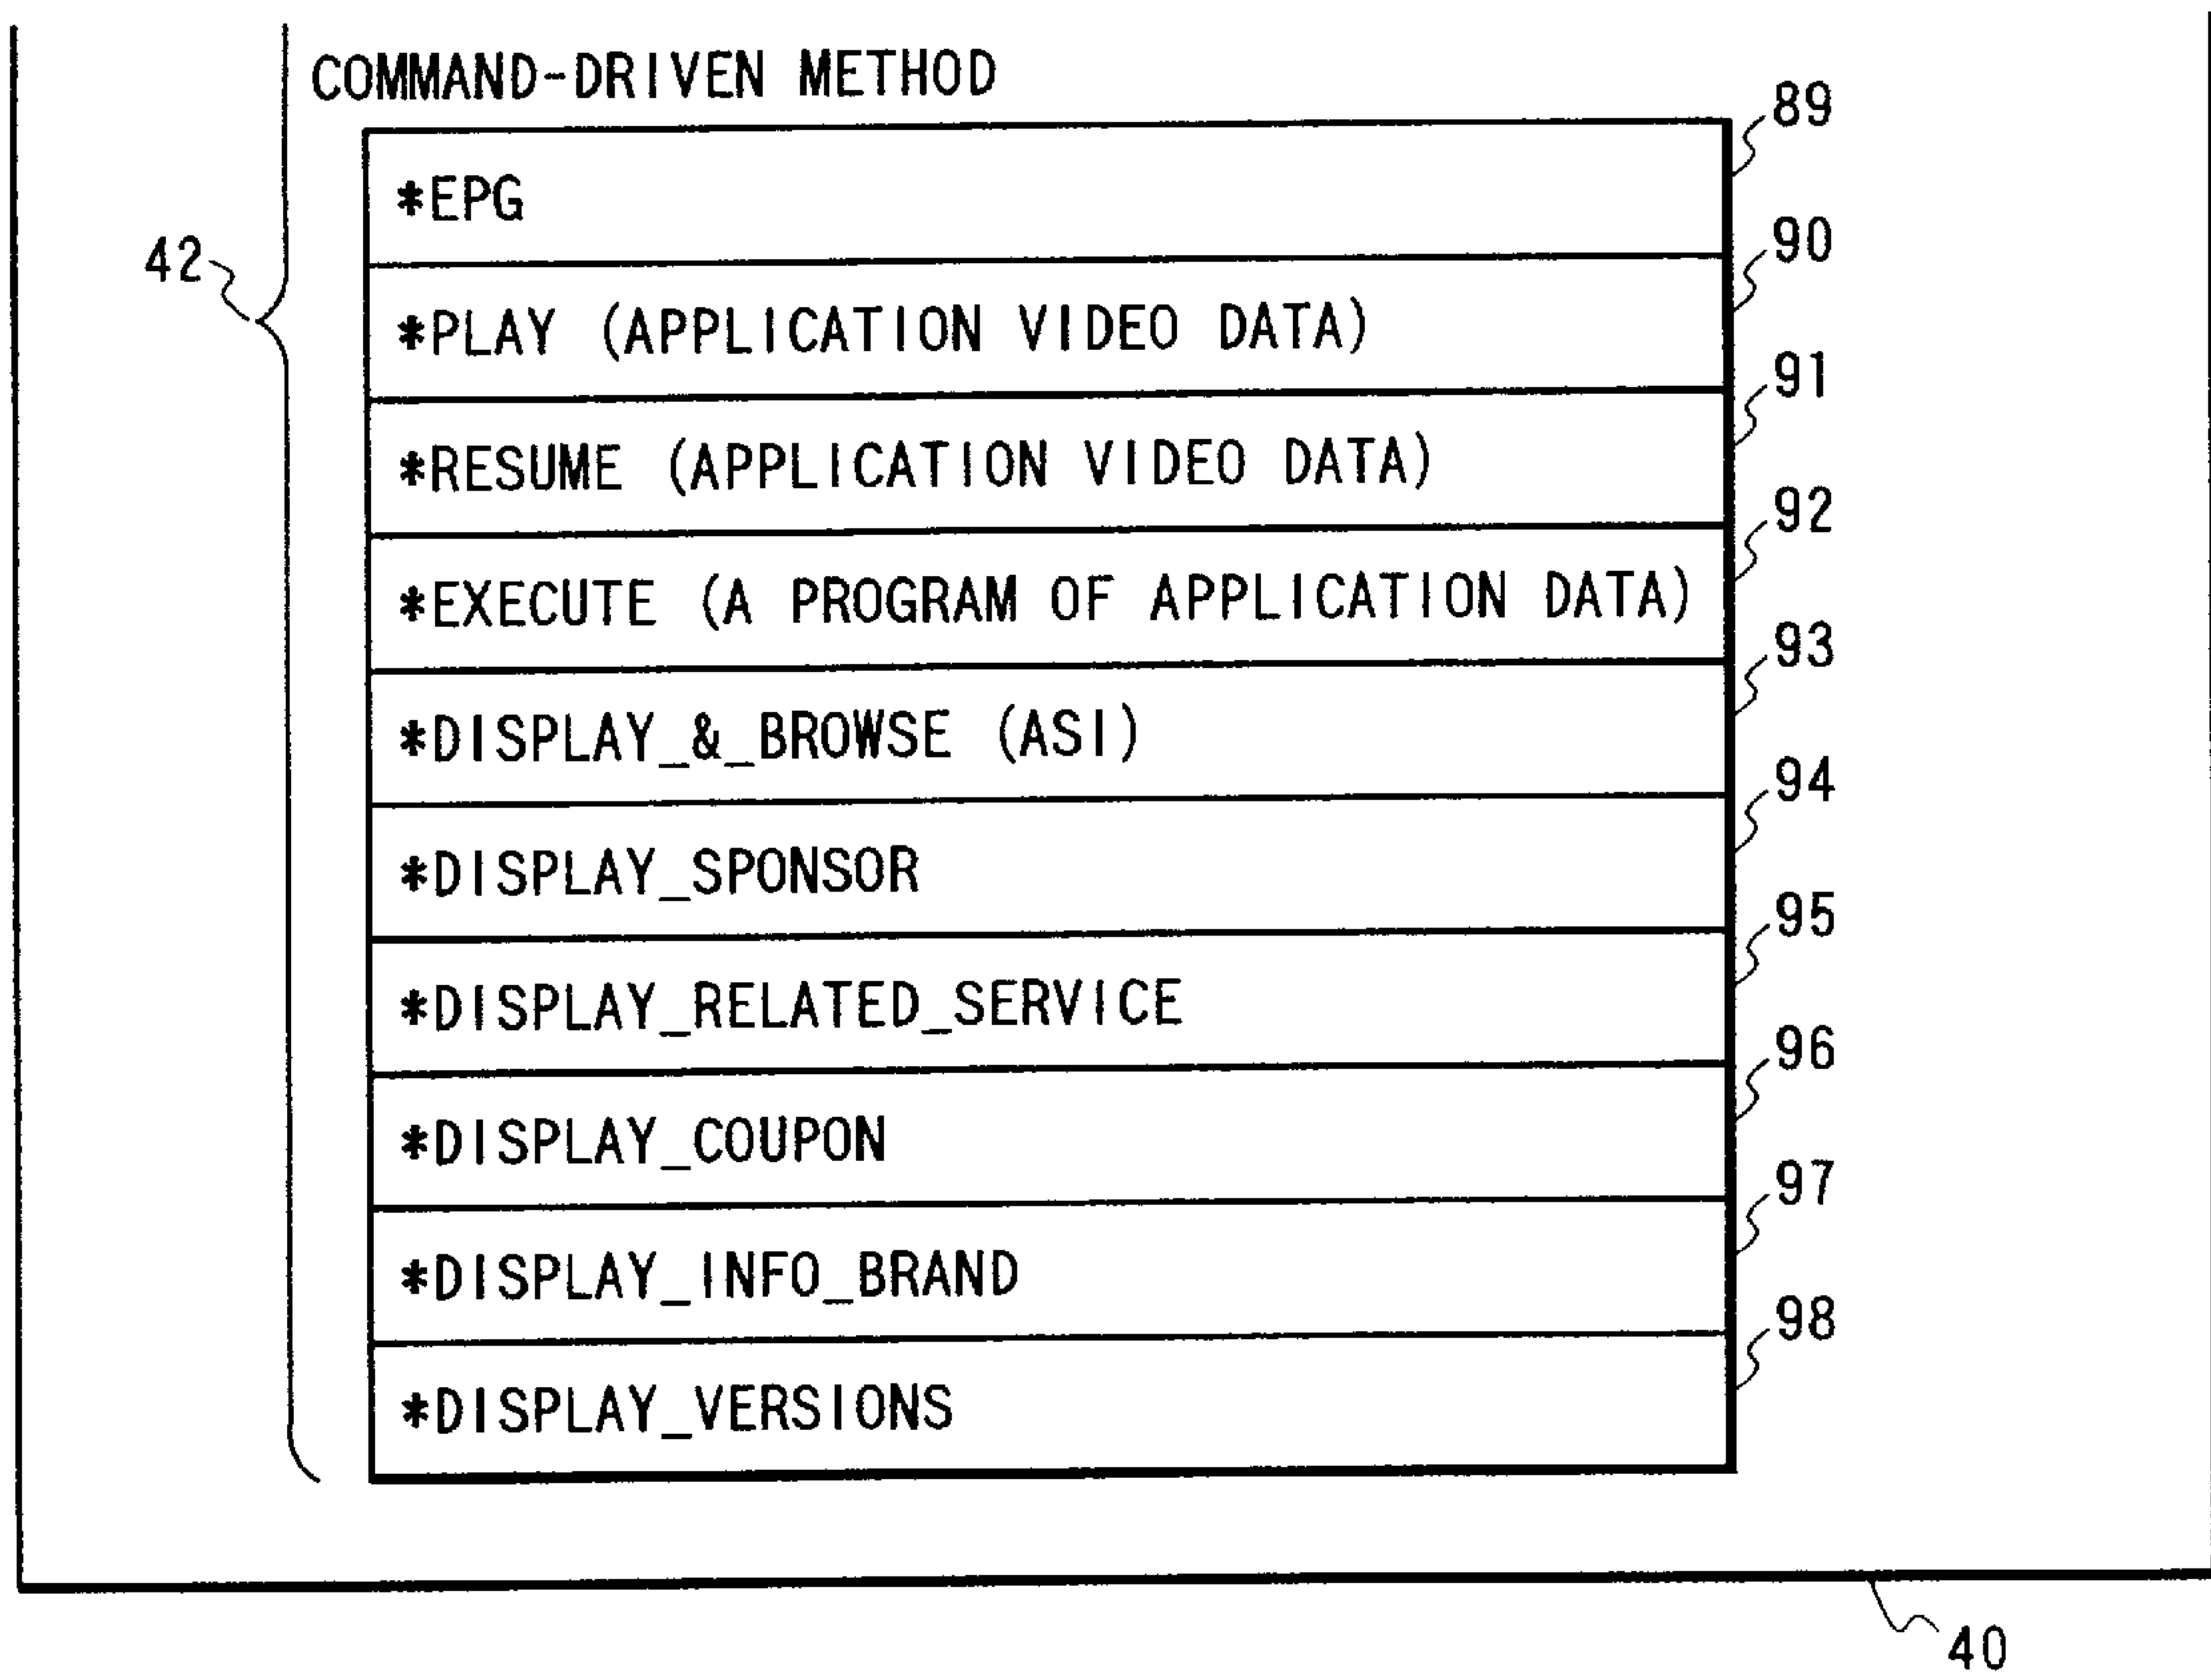 COMMAND-DRIVEN METHOD
89
*EPG
42
90
*PLAY (APPLICATION VIDEO DATA)
91
*RESUME (APPLICATION VIDEO DATA)
92
*EXECUTE (A PROGRAM OF APPLICATION DATA)
93
*DISPLAY_&_BROWSE (ASI)
94
*DISPLAY_SPONSOR
95
*DISPLAY_RELATED_SERVICE
96
*DISPLAY_COUPON
97
*DISPLAY_INFO_BRAND
98
*DISPLAY_VERSIONS
40